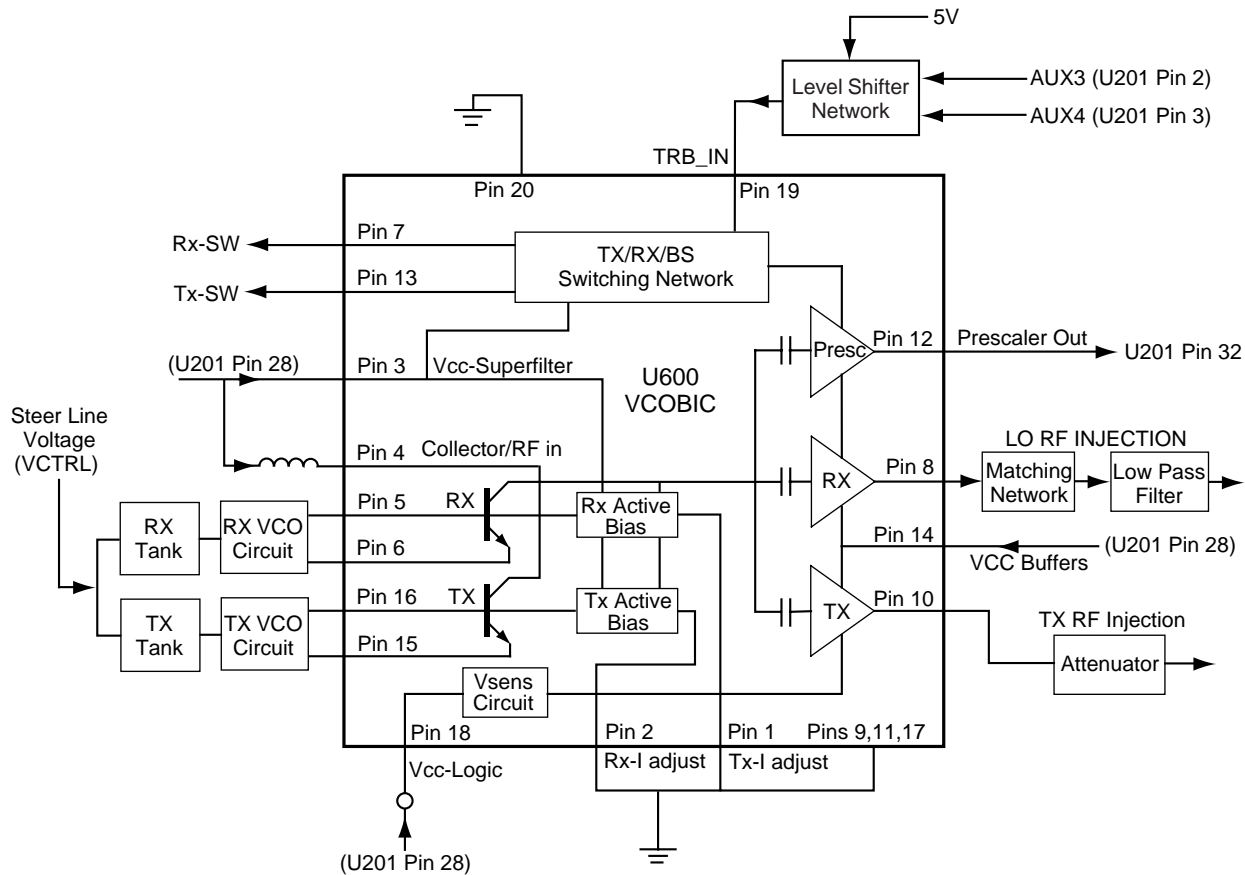 5V
Level Shifter
Network
AUX3 (U201 Pin 2)
AUX4 (U201 Pin 3)
TRB_IN
Pin 20
Pin 19
Rx-SW
Pin 7
TX/RX/BS
Switching Network
Tx-SW
Pin 13
Presc
Pin 12
Prescaler Out
U201 Pin 32
(U201 Pin 28)
Pin 3
Vcc-Superfilter
U600
VCOBIC
Steer Line
Voltage
(VCTRL)
Pin 4
Collector/RF in
LO RF INJECTION
RX
Pin 8
Matching
Network
Low Pass
Filter
Pin 5
RX
Rx Active
Bias
RX
Tank
RX VCO
Circuit
Pin 6
Pin 14
VCC Buffers
(U201 Pin 28)
Pin 16
TX
Tx Active
Bias
TX
Pin 10
TX
Tank
TX VCO
Circuit
Pin 15
TX RF Injection
Attenuator
Vsens
Circuit
Pin 18
Pin 2
Pin 1
Pins 9,11,17
Vcc-Logic
Rx-I adjust
Tx-I adjust
(U201 Pin 28)